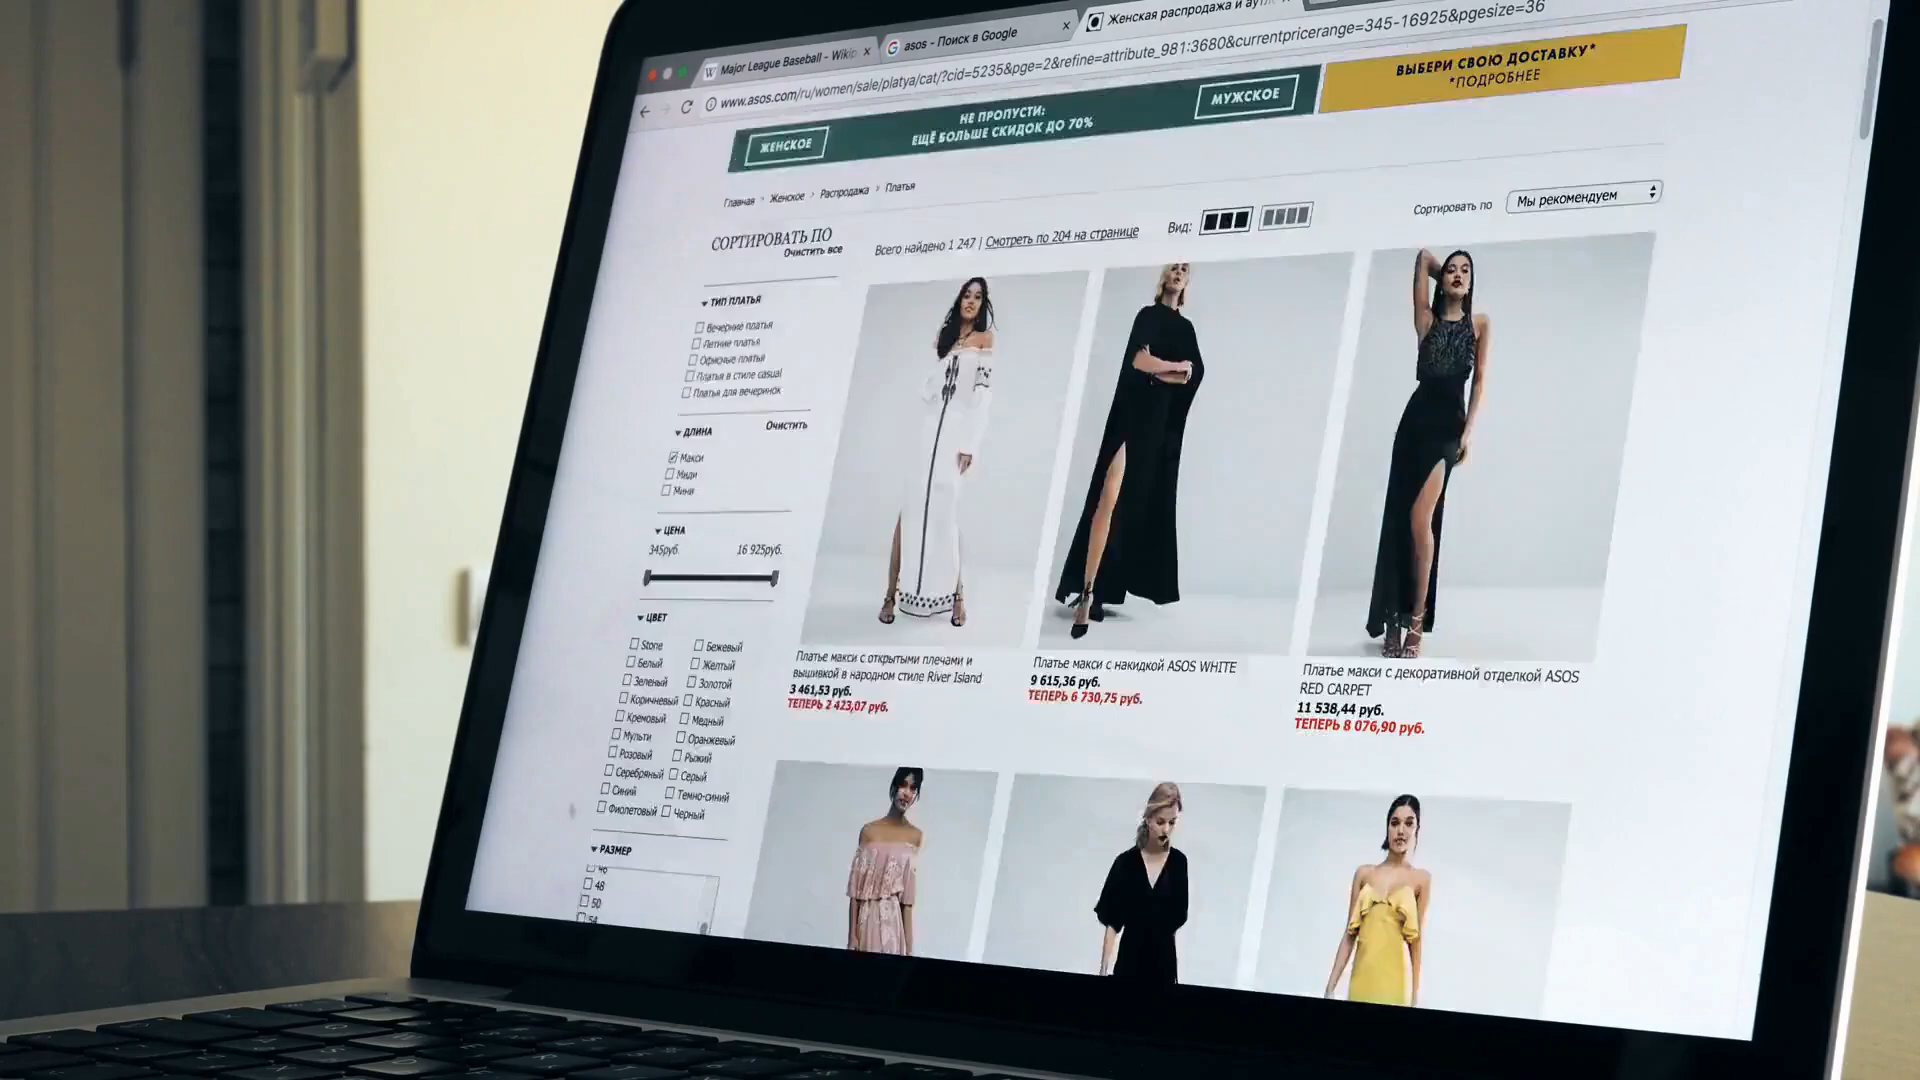 Major League Baseball - Wikip
asos - Поиск в Google
Женская распродажа и аутл
www.asos.com/ru/women/sale/platya/cat/?cid=5235&pge=2&refine=attribute_981:3680&currentpricerange=345-16925&pgesize=36
ЖЕНСКОЕ
НЕ ПРОПУСТИ:
ЕЩЁ БОЛЬШЕ СКИДОК ДО 70%
МУЖСКОЕ
ВЫБЕРИ СВОЮ ДОСТАВКУ*
*ПОДРОБНЕЕ
Главная > Женское > Распродажа > Платья
СОРТИРОВАТЬ ПО
Очистить все
Всего найдено 1 247 | Смотреть по 204 на странице
Вид:
Сортировать по
Мы рекомендуем
ТИП ПЛАТЬЯ
Вечерние платья
Летние платья
Офисные платья
Платья в стиле casual
Платья для вечеринок
ДЛИНА
Очистить
Макси
Миди
Мини
ЦЕНА
345руб. 16 925руб.
ЦВЕТ
Stone Бежевый
Белый Желтый
Зеленый Золотой
Коричневый Красный
Кремовый Медный
Мульти Оранжевый
Розовый Рыжий
Серебряный Серый
Синий Темно-синий
Фиолетовый Черный
РАЗМЕР
46
48
50
54
Платье макси с открытыми плечами и
вышивкой в народном стиле River Island
3 461,53 руб.
ТЕПЕРЬ 2 423,07 руб.
Платье макси с накидкой ASOS WHITE
9 615,36 руб.
ТЕПЕРЬ 6 730,75 руб.
Платье макси с декоративной отделкой ASOS
RED CARPET
11 538,44 руб.
ТЕПЕРЬ 8 076,90 руб.